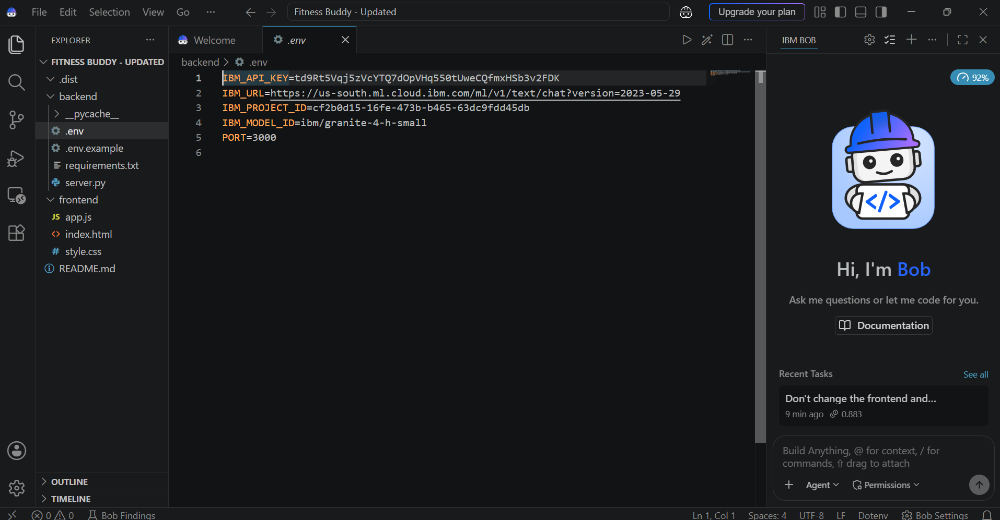 File Edit Selection View Go ··· Fitness Buddy - Updated Upgrade your plan
EXPLORER
FITNESS BUDDY - UPDATED
.dist
backend
__pycache__
.env
.env.example
requirements.txt
server.py
frontend
JS app.js
<> index.html
# style.css
README.md
OUTLINE
TIMELINE
Welcome .env
backend > .env
1 IBM_API_KEY=td9Rt5Vqj5zVcYTQ7dOpVHq550tUweCQfmxHSb3v2FDK
2 IBM_URL=https://us-south.ml.cloud.ibm.com/ml/v1/text/chat?version=2023-05-29
3 IBM_PROJECT_ID=cf2b0d15-16fe-473b-b465-63dc9fdd45db
4 IBM_MODEL_ID=ibm/granite-4-h-small
5 PORT=3000
6
IBM BOB
92%
</>
Hi, I'm Bob
Ask me questions or let me code for you.
Documentation
Recent Tasks See all
Don't change the frontend and...
9 min ago 0.883
Build Anything, @ for context, / for
commands, ⇧ drag to attach
Agent Permissions
0 0 Bob Findings Ln 1, Col 1 Spaces: 4 UTF-8 LF Dotenv Bob Settings